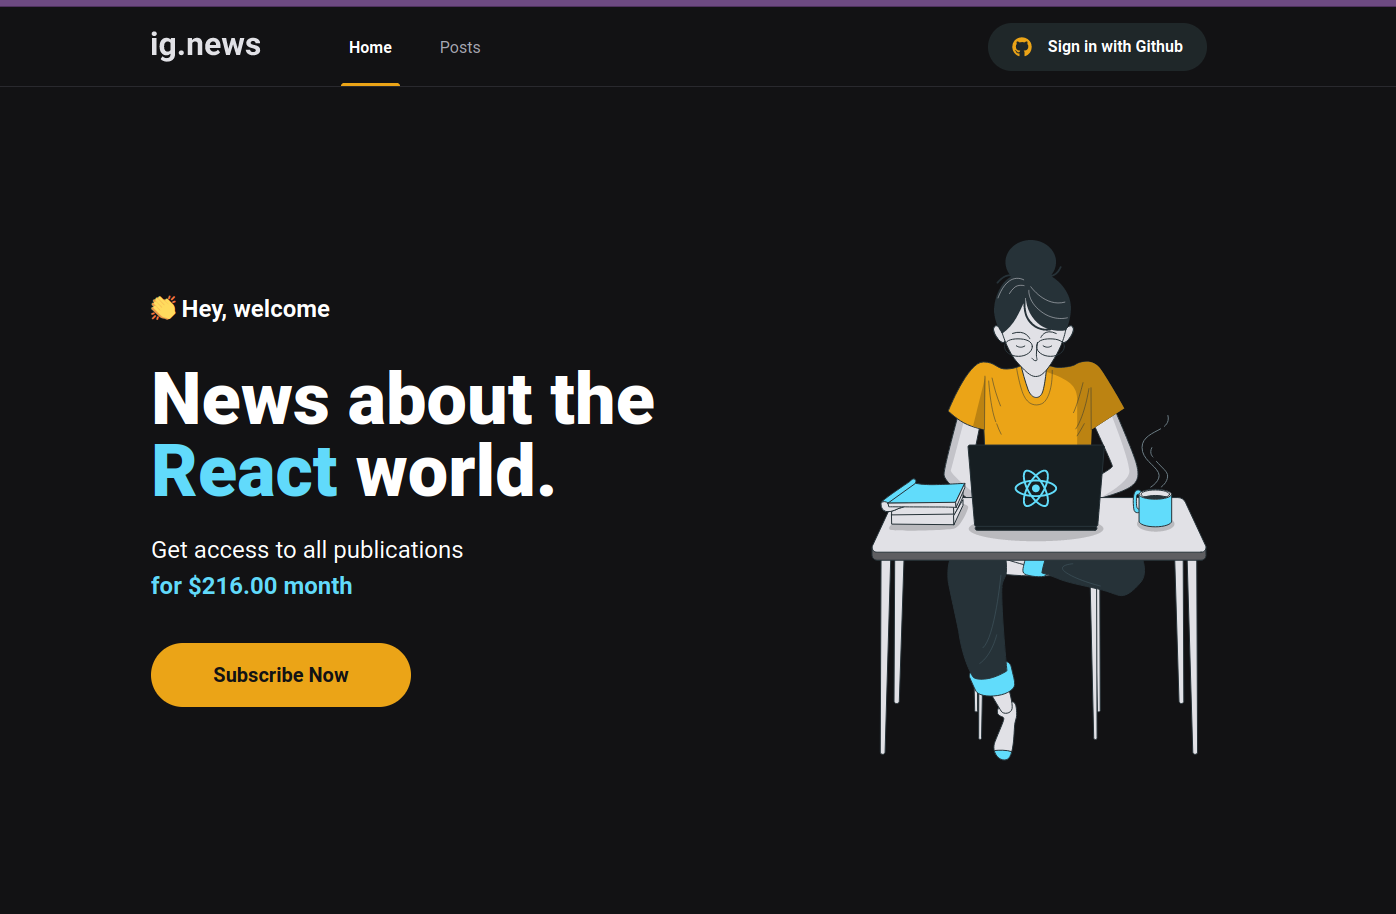 ig.news
Home
Posts
Sign in with Github
👏 Hey, welcome
News about the
React world.
Get access to all publications
for $216.00 month
Subscribe Now